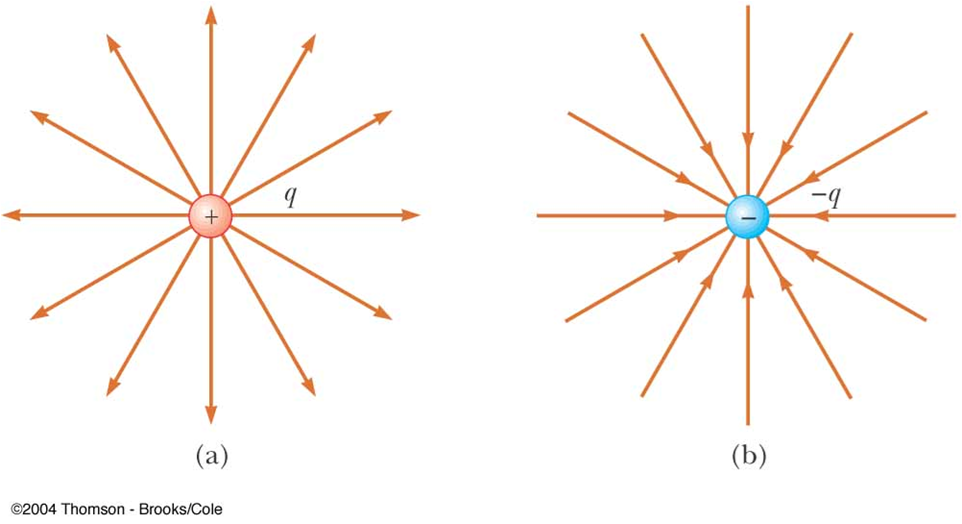 +
q
−
−q
(a)
(b)
©2004 Thomson - Brooks/Cole